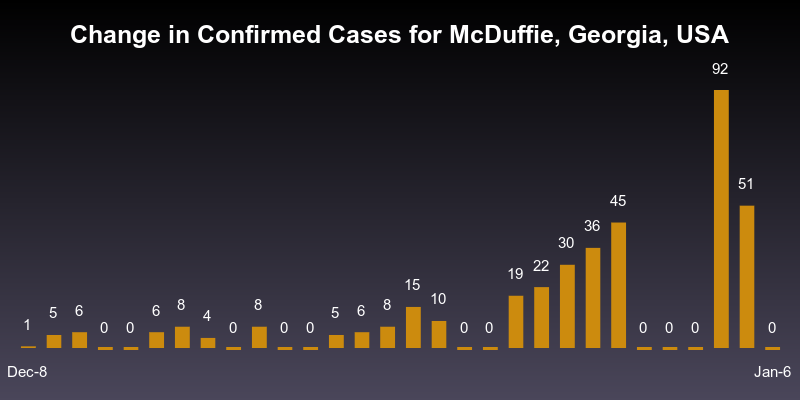 Change in Confirmed Cases for McDuffie, Georgia, USA
1 5 6 0 0 6 8 4 0 8 0 0 5 6 8 15 10 0 0 19 22 30 36 45 0 0 0 92 51 0
Dec-8 Jan-6